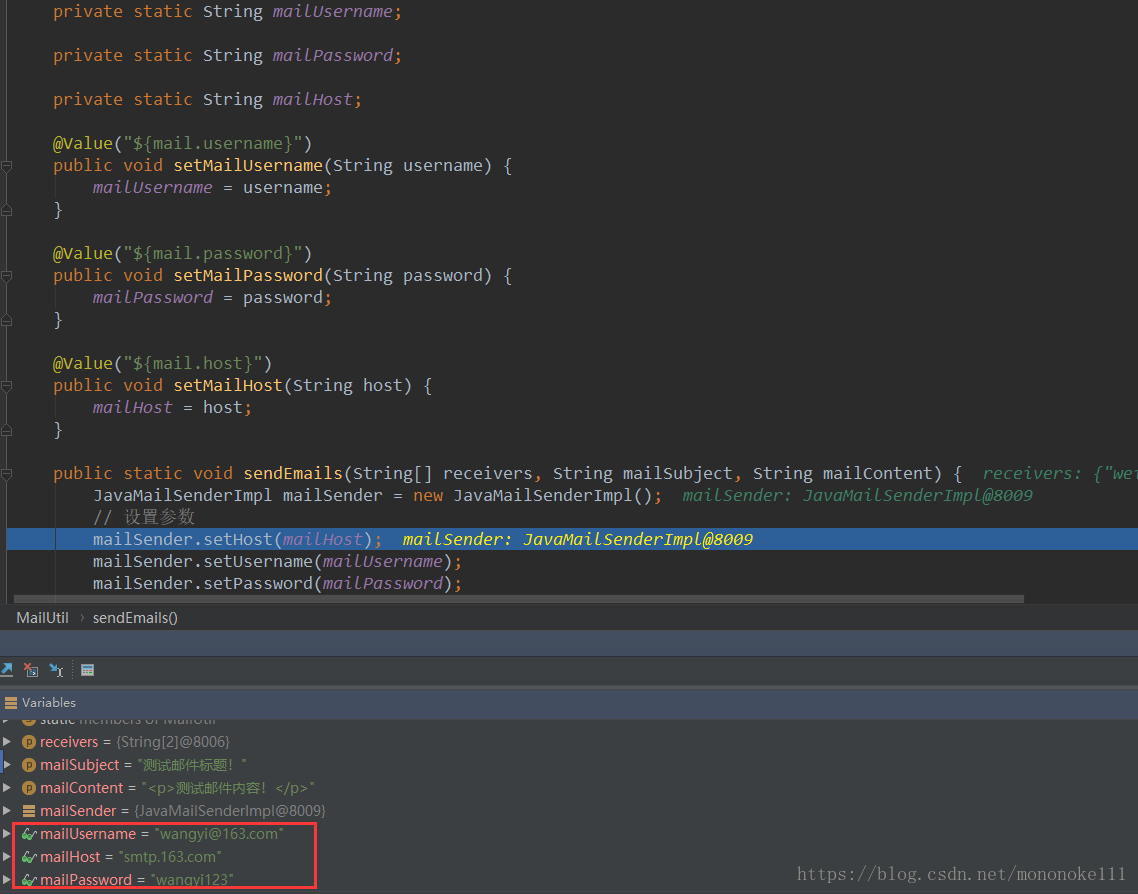 private static String mailUsername;
private static String mailPassword;
private static String mailHost;
@Value("${mail.username}")
public void setMailUsername(String username) {
mailUsername = username;
}
@Value("${mail.password}")
public void setMailPassword(String password) {
mailPassword = password;
}
@Value("${mail.host}")
public void setMailHost(String host) {
mailHost = host;
}
public static void sendEmails(String[] receivers, String mailSubject, String mailContent) { receivers: {"wei
JavaMailSenderImpl mailSender = new JavaMailSenderImpl(); mailSender: JavaMailSenderImpl@8009
// 设置参数
mailSender.setHost(mailHost); mailSender: JavaMailSenderImpl@8009
mailSender.setUsername(mailUsername);
mailSender.setPassword(mailPassword);
MailUtil › sendEmails()
Variables
static members of MailUtil
receivers = {String[2]@8006}
mailSubject = "测试邮件标题！"
mailContent = "<p>测试邮件内容！</p>"
mailSender = {JavaMailSenderImpl@8009}
mailUsername = "wangyi@163.com"
mailHost = "smtp.163.com"
mailPassword = "wangyi123"
https://blog.csdn.net/mononoke111